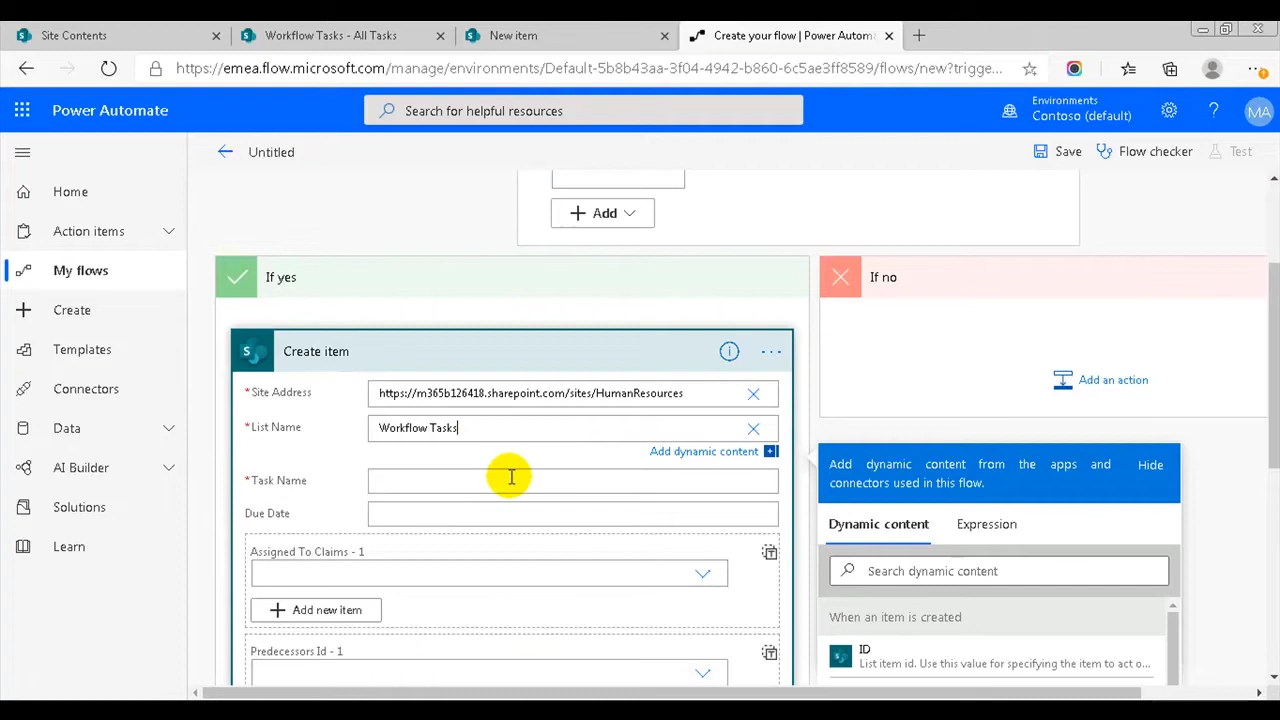 Site Contents
Workflow Tasks - All Tasks
New item
Create your flow | Power Autom
https://emea.flow.microsoft.com/manage/environments/Default-5b8b43aa-3f04-4942-b860-6c5ae3ff8589/flows/new?trigge...
Power Automate
Search for helpful resources
Environments
Contoso (default)
?
MA
Untitled
Save
Flow checker
Test
Home
Action items
My flows
Create
Templates
Connectors
Data
AI Builder
Solutions
Learn
Add
If yes
If no
Create item
Add an action
* Site Address
https://m365b126418.sharepoint.com/sites/HumanResources
* List Name
Workflow Tasks
Add dynamic content
* Task Name
Due Date
Assigned To Claims - 1
Add new item
Predecessors Id - 1
Add dynamic content from the apps and
connectors used in this flow.
Hide
Dynamic content
Expression
Search dynamic content
When an item is created
ID
List item id. Use this value for specifying the item to act o...